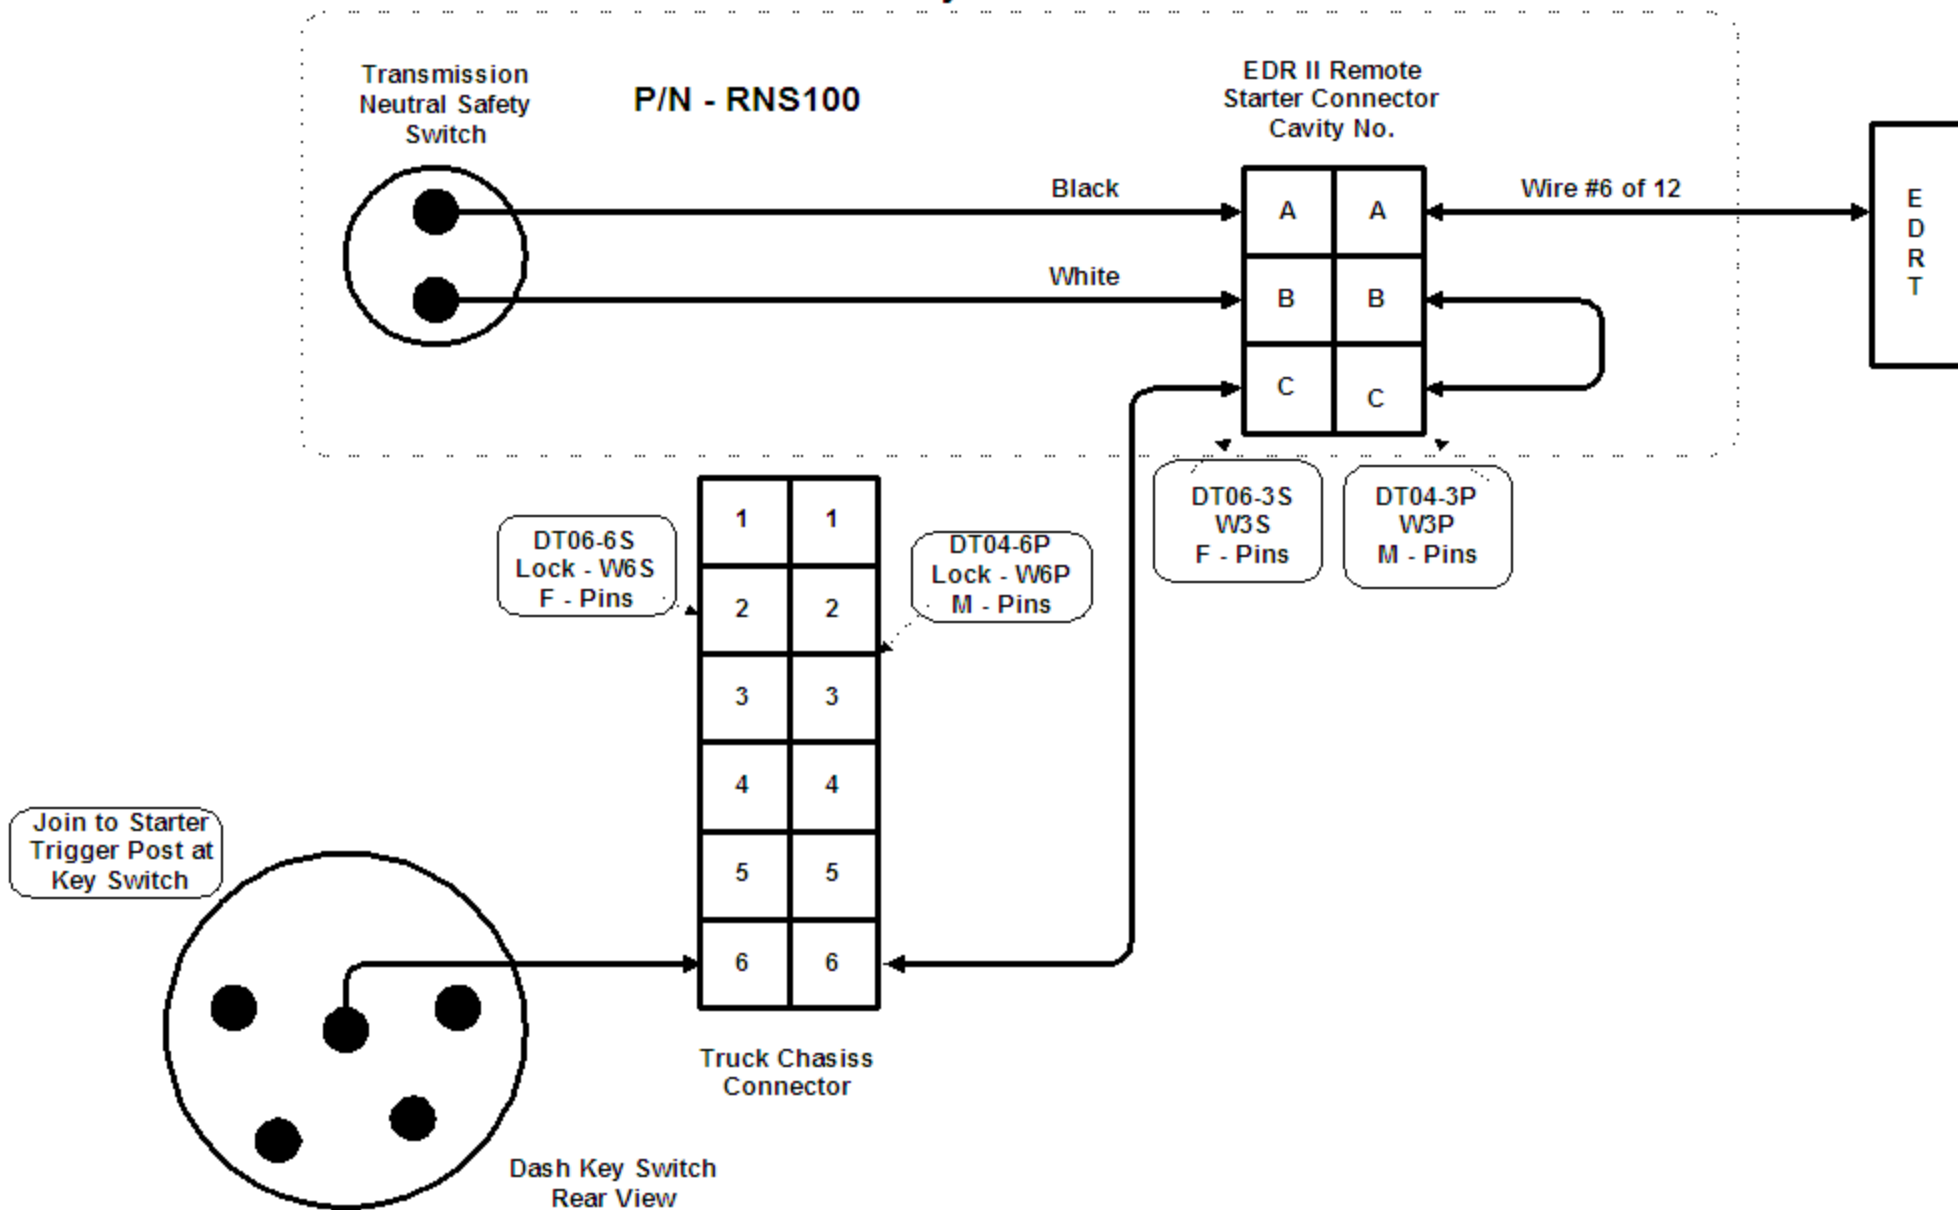 Transmission
Neutral Safety
Switch
P/N - RNS100
EDR II Remote
Starter Connector
Cavity No.
Black
A
A
Wire #6 of 12
E
D
R
T
White
B
B
C
C
DT06-3S
W3S
F - Pins
DT04-3P
W3P
M - Pins
DT06-6S
Lock - W6S
F - Pins
DT04-6P
Lock - W6P
M - Pins
1
1
2
2
3
3
4
4
5
5
6
6
Join to Starter
Trigger Post at
Key Switch
Truck Chasiss
Connector
Dash Key Switch
Rear View